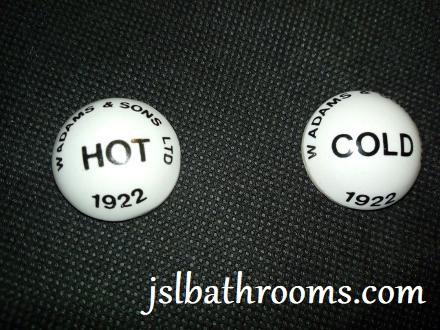 W ADAMS & SONS LTD
HOT
1922
W ADAMS &
COLD
1922
jslbathrooms.com